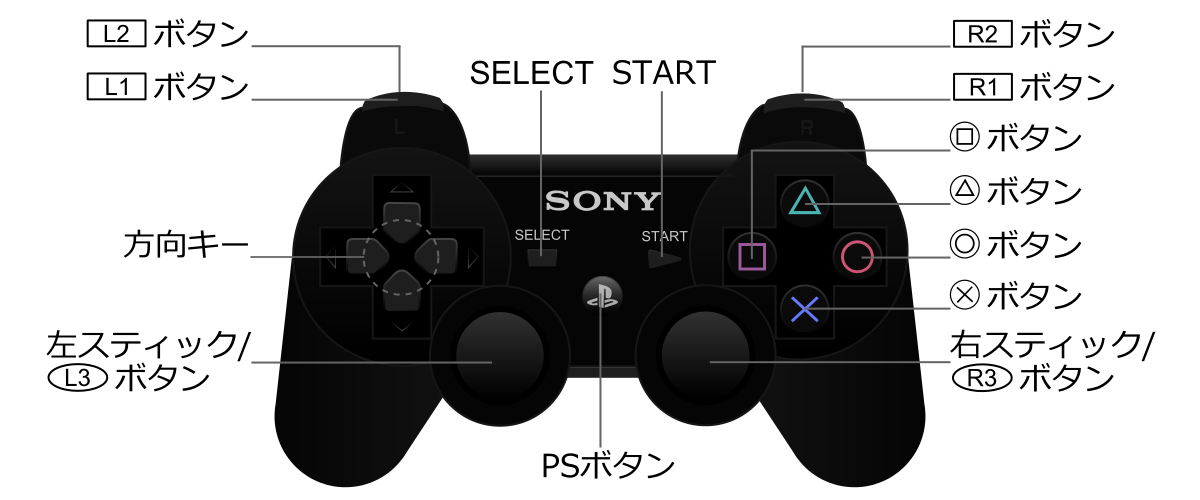 L2 ボタン
L1 ボタン
SELECT START
R2 ボタン
R1 ボタン
L
R
□ ボタン
△ ボタン
○ ボタン
× ボタン
SONY
SELECT
START
方向キー
左スティック/
L3 ボタン
右スティック/
R3 ボタン
PSボタン